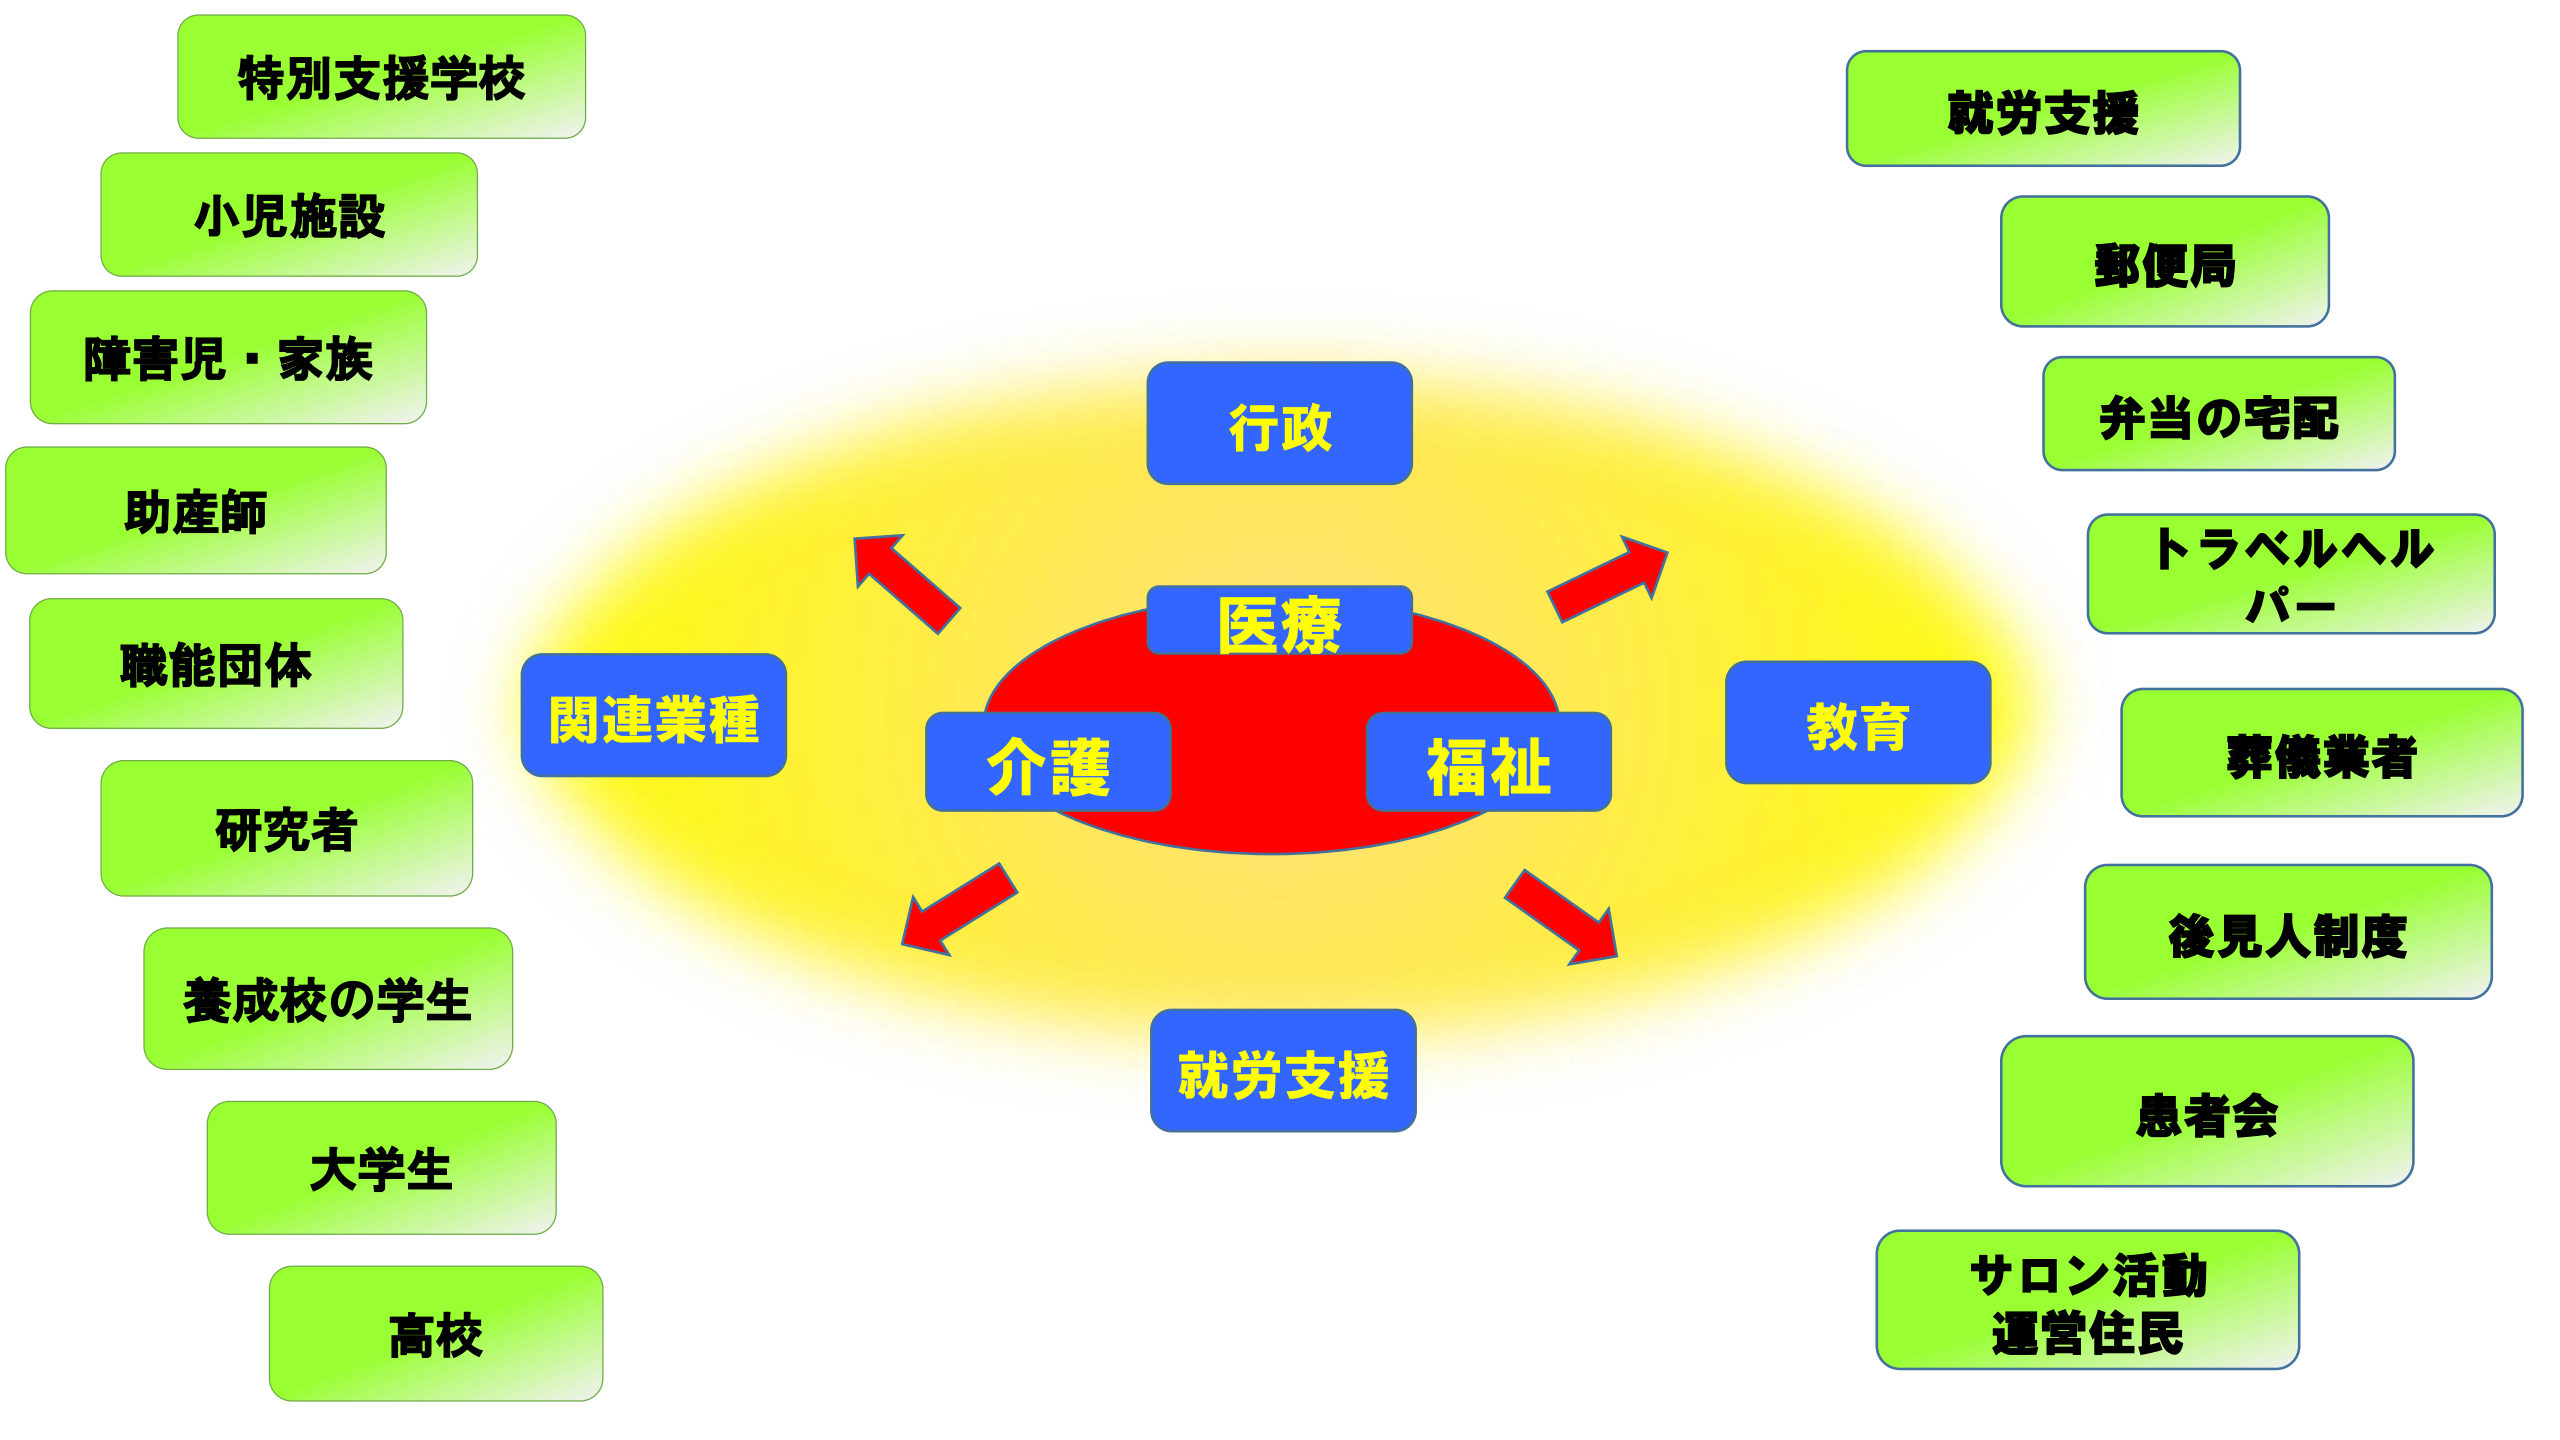 特別支援学校
小児施設
障害児・家族
助産師
職能団体
研究者
養成校の学生
大学生
高校
行政
医療
関連業種
介護
福祉
教育
就労支援
就労支援
郵便局
弁当の宅配
トラベルヘル
パー
葬儀業者
後見人制度
患者会
サロン活動
運営住民